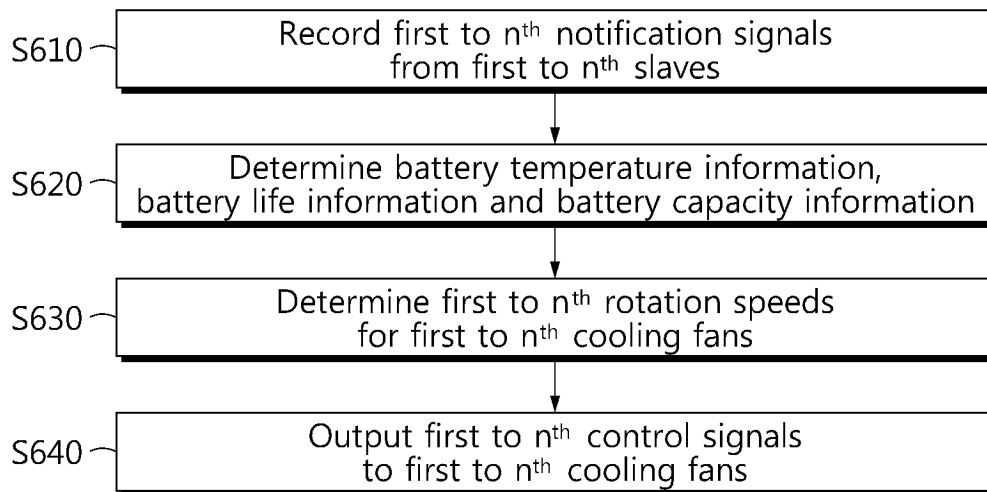 S610
Record first to nth notification signals
from first to nth slaves
S620
Determine battery temperature information,
battery life information and battery capacity information
S630
Determine first to nth rotation speeds
for first to nth cooling fans
S640
Output first to nth control signals
to first to nth cooling fans